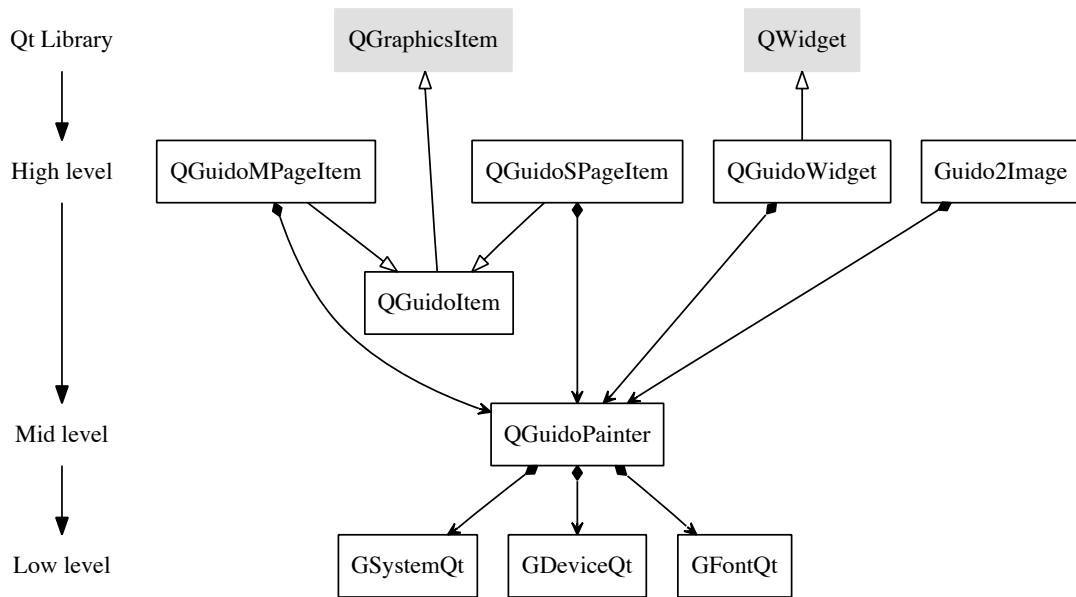 Qt Library
QGraphicsItem
QWidget
High level
QGuidoMPageItem
QGuidoSPageItem
QGuidoWidget
Guido2Image
QGuidoItem
Mid level
QGuidoPainter
Low level
GSystemQt
GDeviceQt
GFontQt